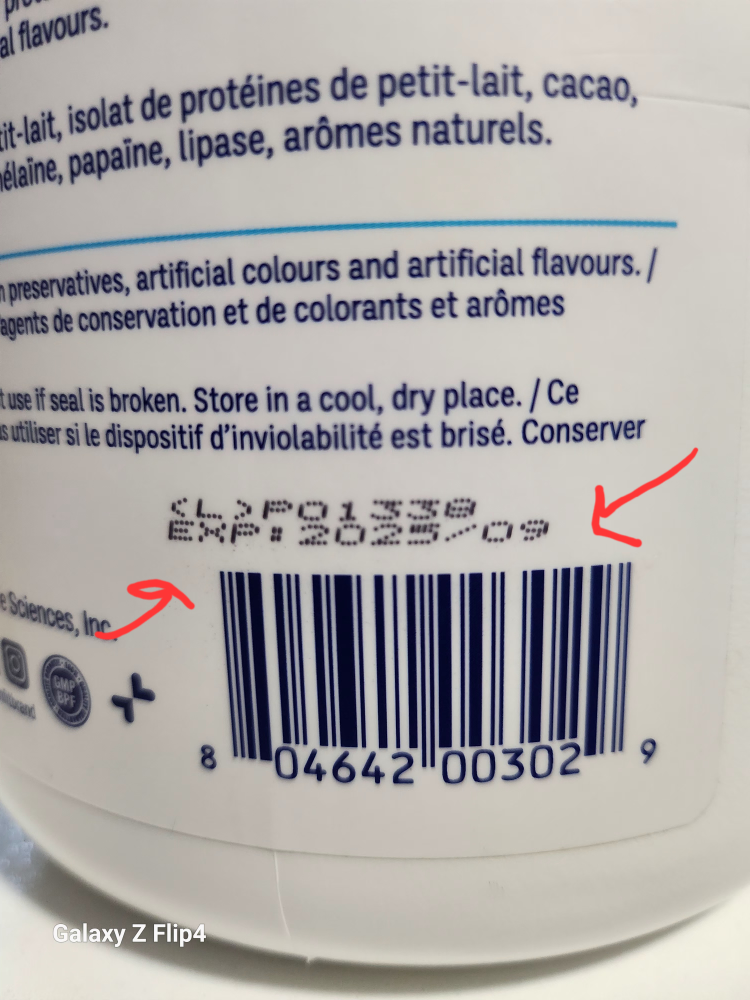 al flavours.
tit-lait, isolat de protéines de petit-lait, cacao,
papaïne, lipase, arômes naturels.
preservatives, artificial colours and artificial flavours. /
agents de conservation et de colorants et arômes
use if seal is broken. Store in a cool, dry place. / Ce
utiliser si le dispositif d'inviolabilité est brisé. Conserver
<L>P01338
EXP:2025/09
e Sciences, Inc.
GMP
BPF
8 04642 00302 9
Galaxy Z Flip4